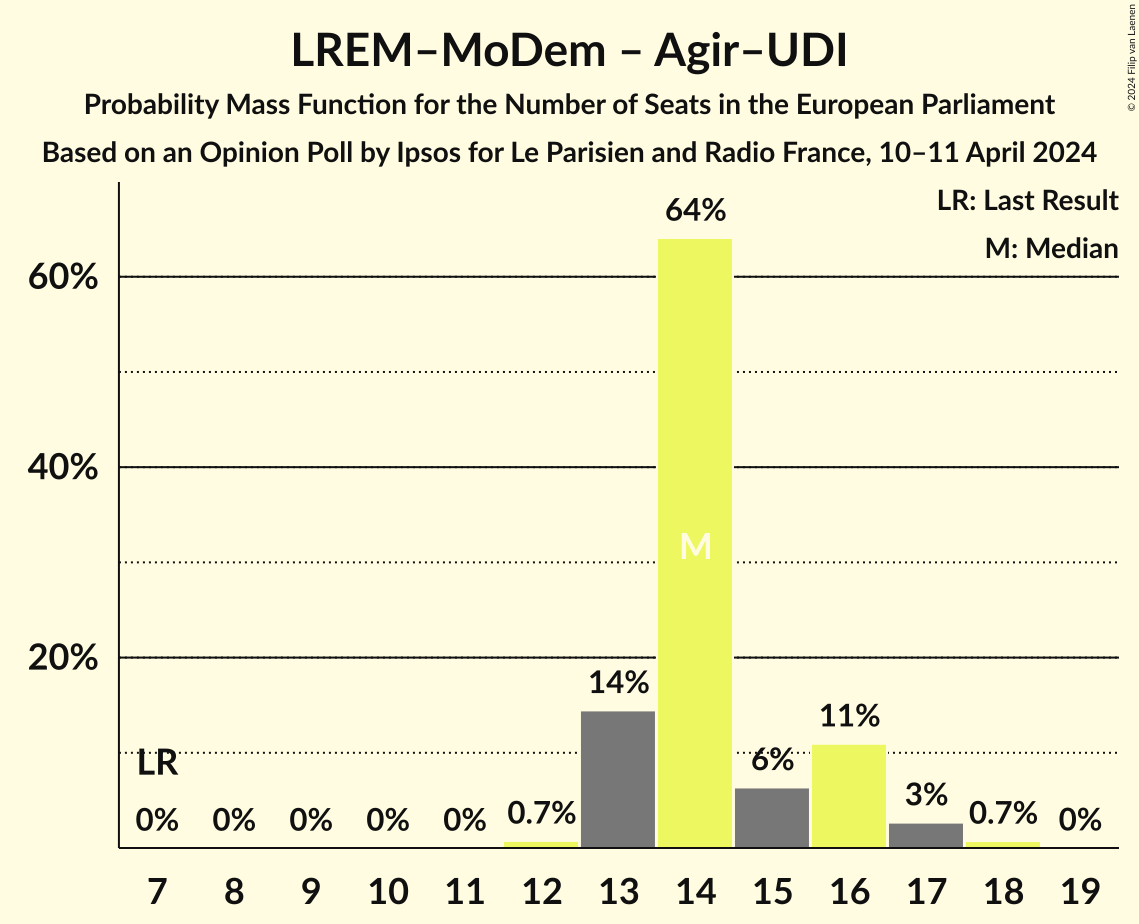 LREM–MoDem – Agir–UDI
Probability Mass Function for the Number of Seats in the European Parliament
Based on an Opinion Poll by Ipsos for Le Parisien and Radio France, 10–11 April 2024
© 2024 Filip van Laenen
LR: Last Result
M: Median
64%
60%
40%
M
20%
14%
11%
LR
6%
3%
0% 0% 0% 0% 0% 0.7% 0.7% 0%
7 8 9 10 11 12 13 14 15 16 17 18 19